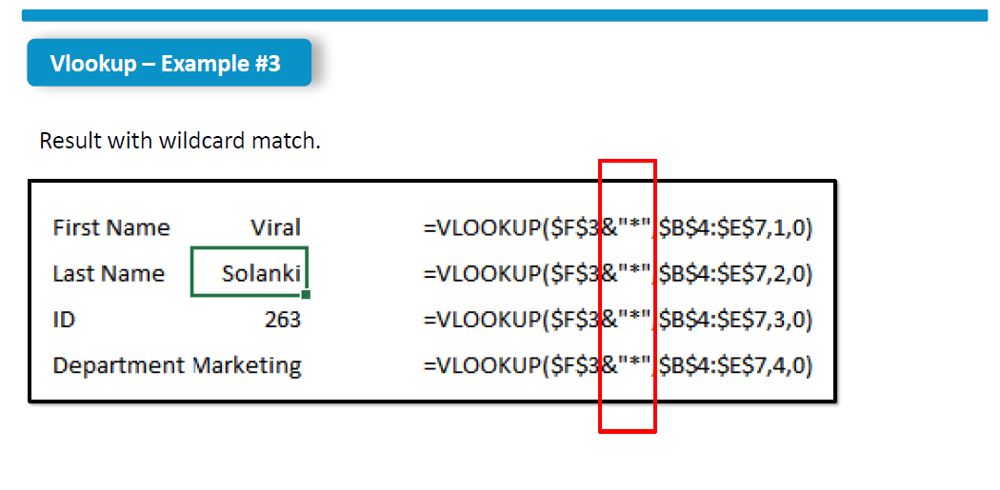 Vlookup – Example #3
Result with wildcard match.
First Name Viral =VLOOKUP($F$3&"*",$B$4:$E$7,1,0)
Last Name Solanki =VLOOKUP($F$3&"*",$B$4:$E$7,2,0)
ID 263 =VLOOKUP($F$3&"*",$B$4:$E$7,3,0)
Department Marketing =VLOOKUP($F$3&"*",$B$4:$E$7,4,0)